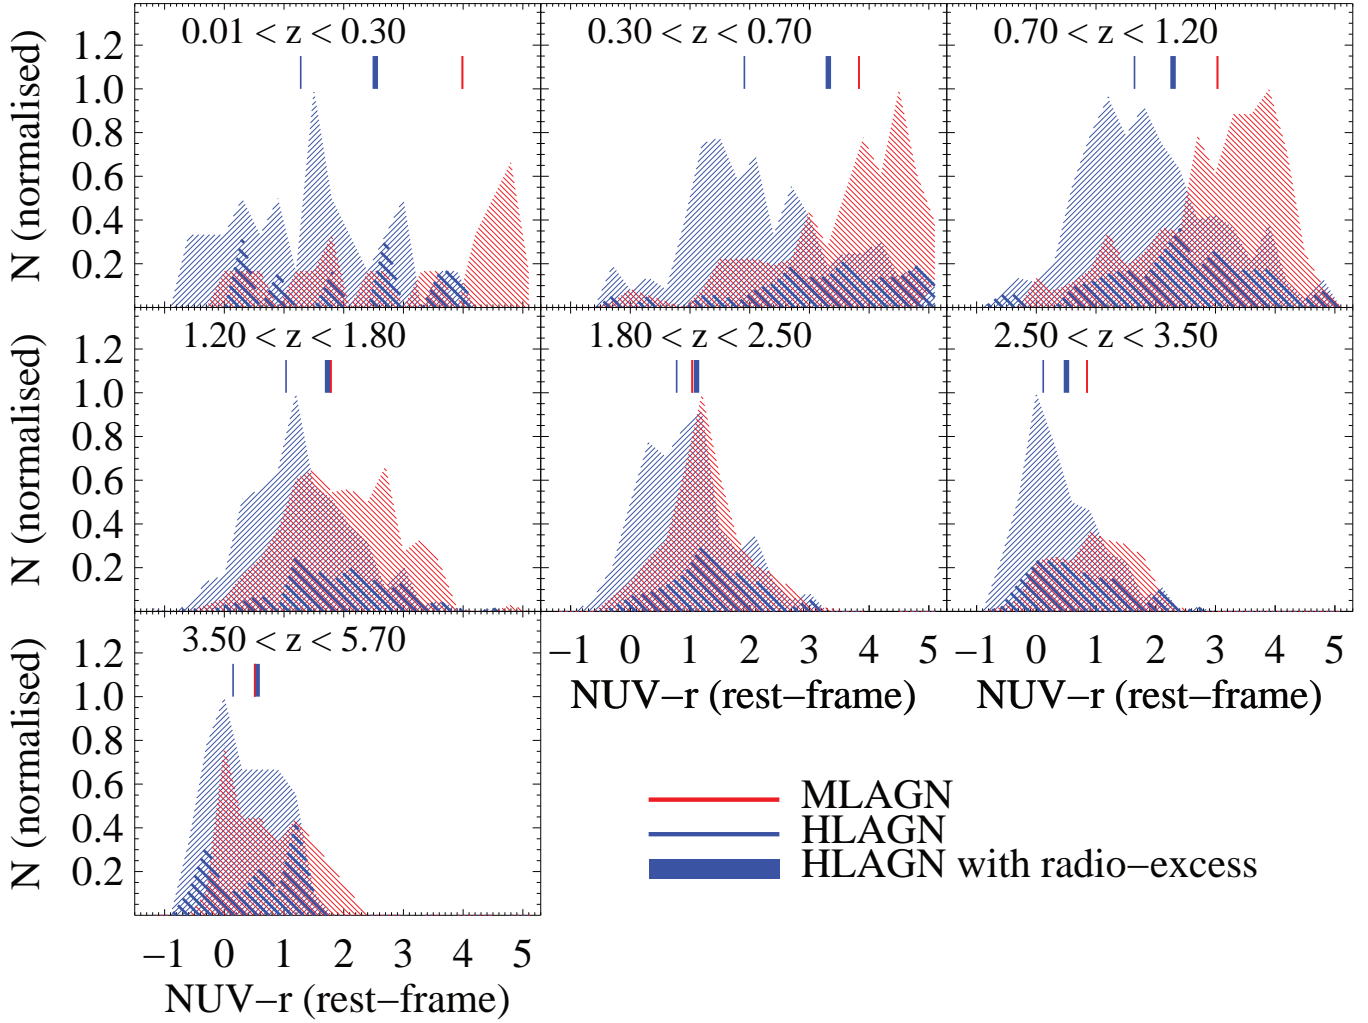 0.01 < z < 0.30
0.30 < z < 0.70
0.70 < z < 1.20
N (normalised)
1.2
1.0
0.8
0.6
0.4
0.2
1.20 < z < 1.80
1.80 < z < 2.50
2.50 < z < 3.50
N (normalised)
1.2
1.0
0.8
0.6
0.4
0.2
−1 0 1 2 3 4 5
NUV−r (rest−frame)
−1 0 1 2 3 4 5
NUV−r (rest−frame)
3.50 < z < 5.70
N (normalised)
1.2
1.0
0.8
0.6
0.4
0.2
−1 0 1 2 3 4 5
NUV−r (rest−frame)
MLAGN
HLAGN
HLAGN with radio−excess